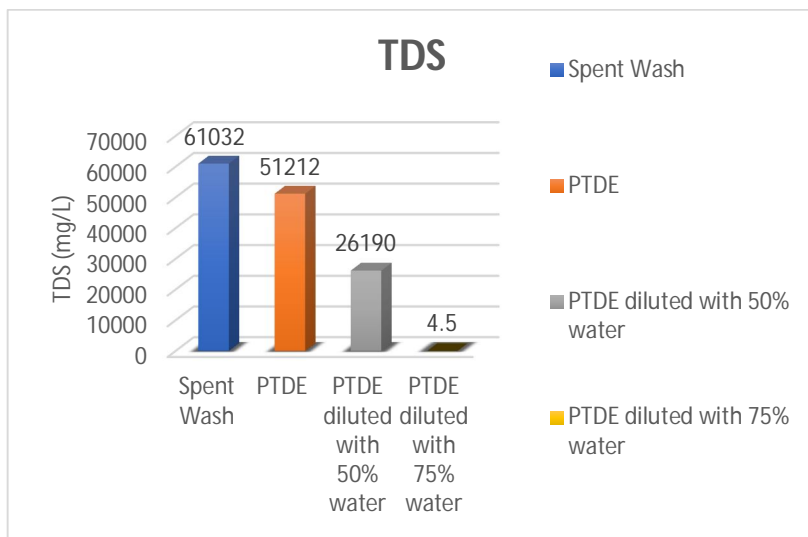 TDS
TDS (mg/L)
70000
60000
50000
40000
30000
20000
10000
0
61032
51212
26190
4.5
Spent
Wash
PTDE
PTDE
diluted
with
50%
water
PTDE
diluted
with
75%
water
Spent Wash
PTDE
PTDE diluted with 50%
water
PTDE diluted with 75%
water